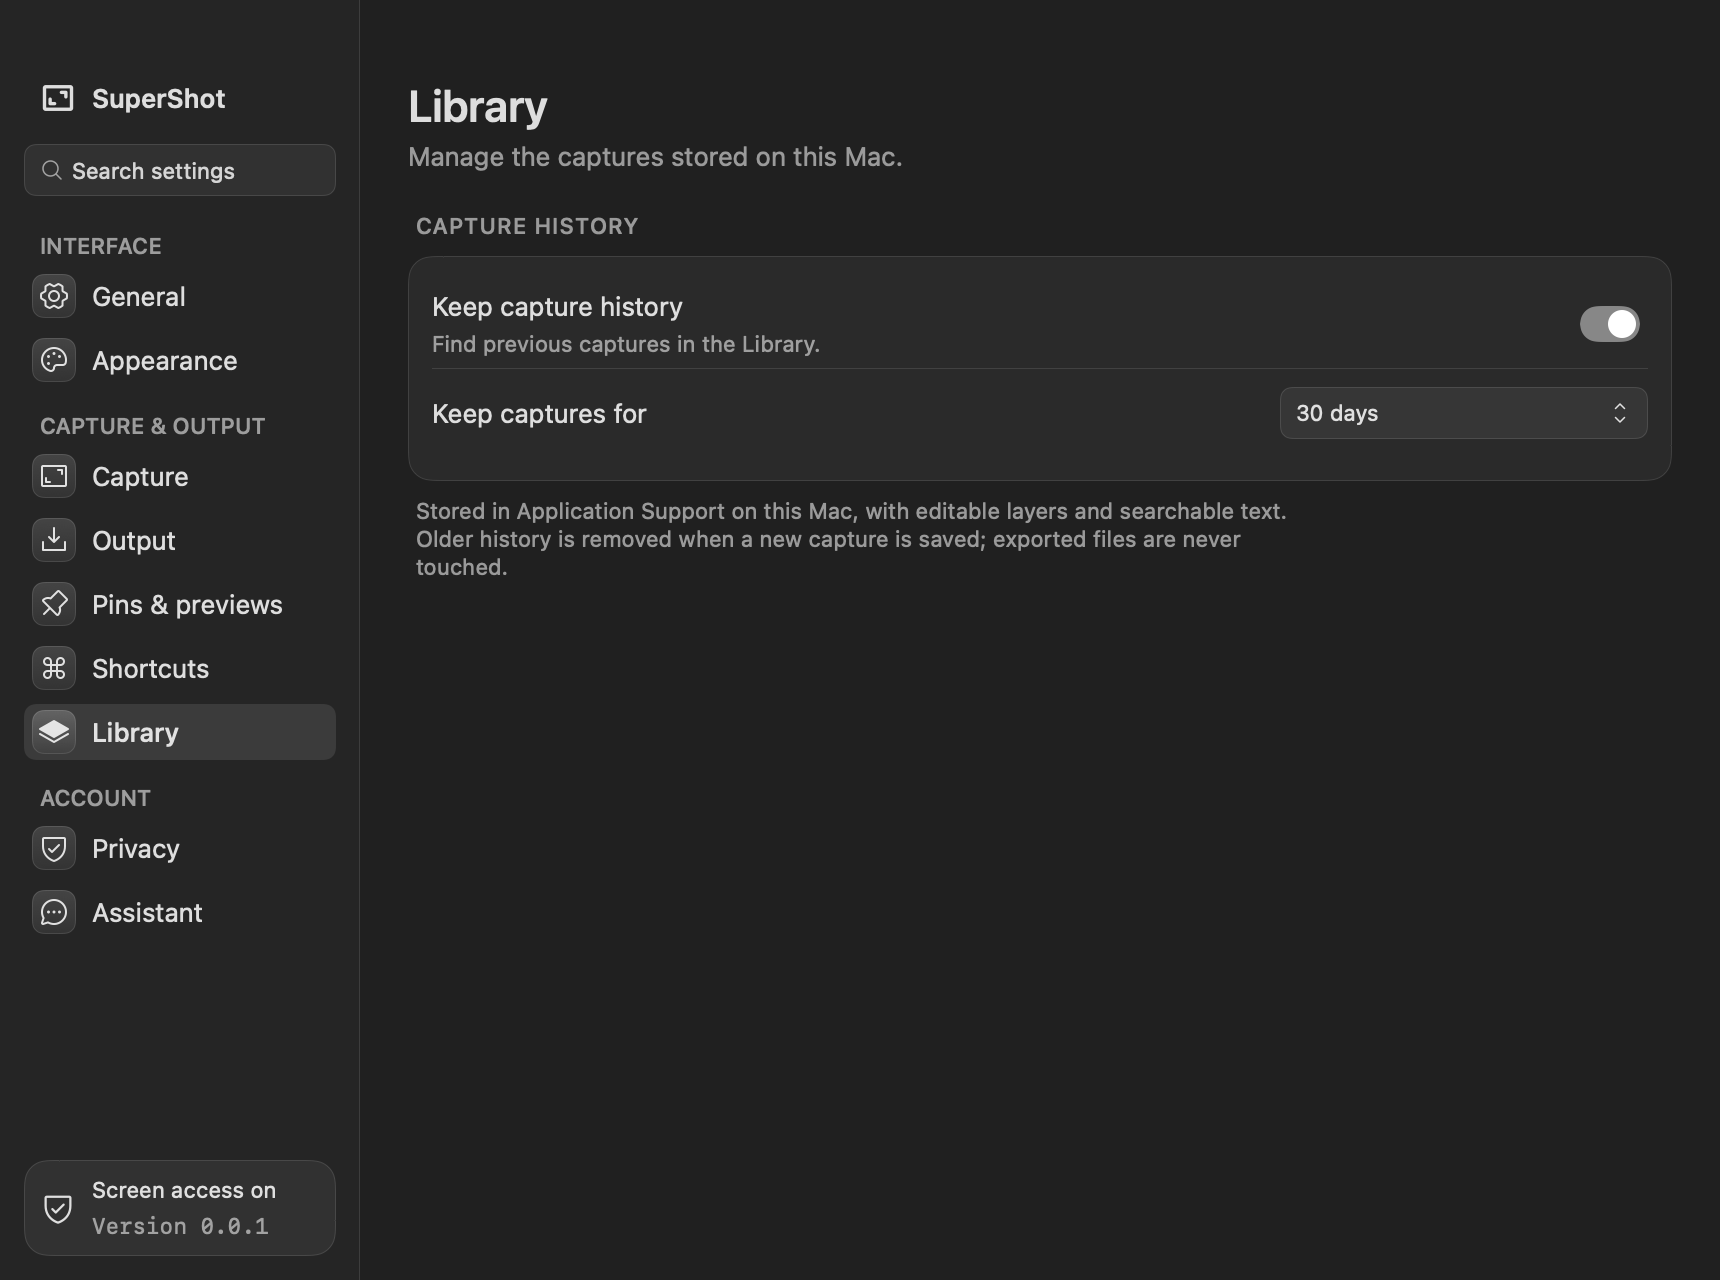 SuperShot
Search settings
INTERFACE
General
Appearance
CAPTURE & OUTPUT
Capture
Output
Pins & previews
Shortcuts
Library
ACCOUNT
Privacy
Assistant
Screen access on
Version 0.0.1
Library
Manage the captures stored on this Mac.
CAPTURE HISTORY
Keep capture history
Find previous captures in the Library.
Keep captures for
30 days
Stored in Application Support on this Mac, with editable layers and searchable text.
Older history is removed when a new capture is saved; exported files are never
touched.